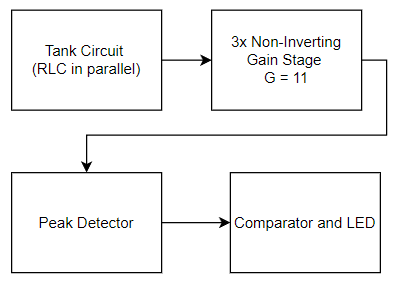 Tank Circuit
(RLC in parallel)
3x Non-Inverting
Gain Stage
G = 11
Peak Detector
Comparator and LED